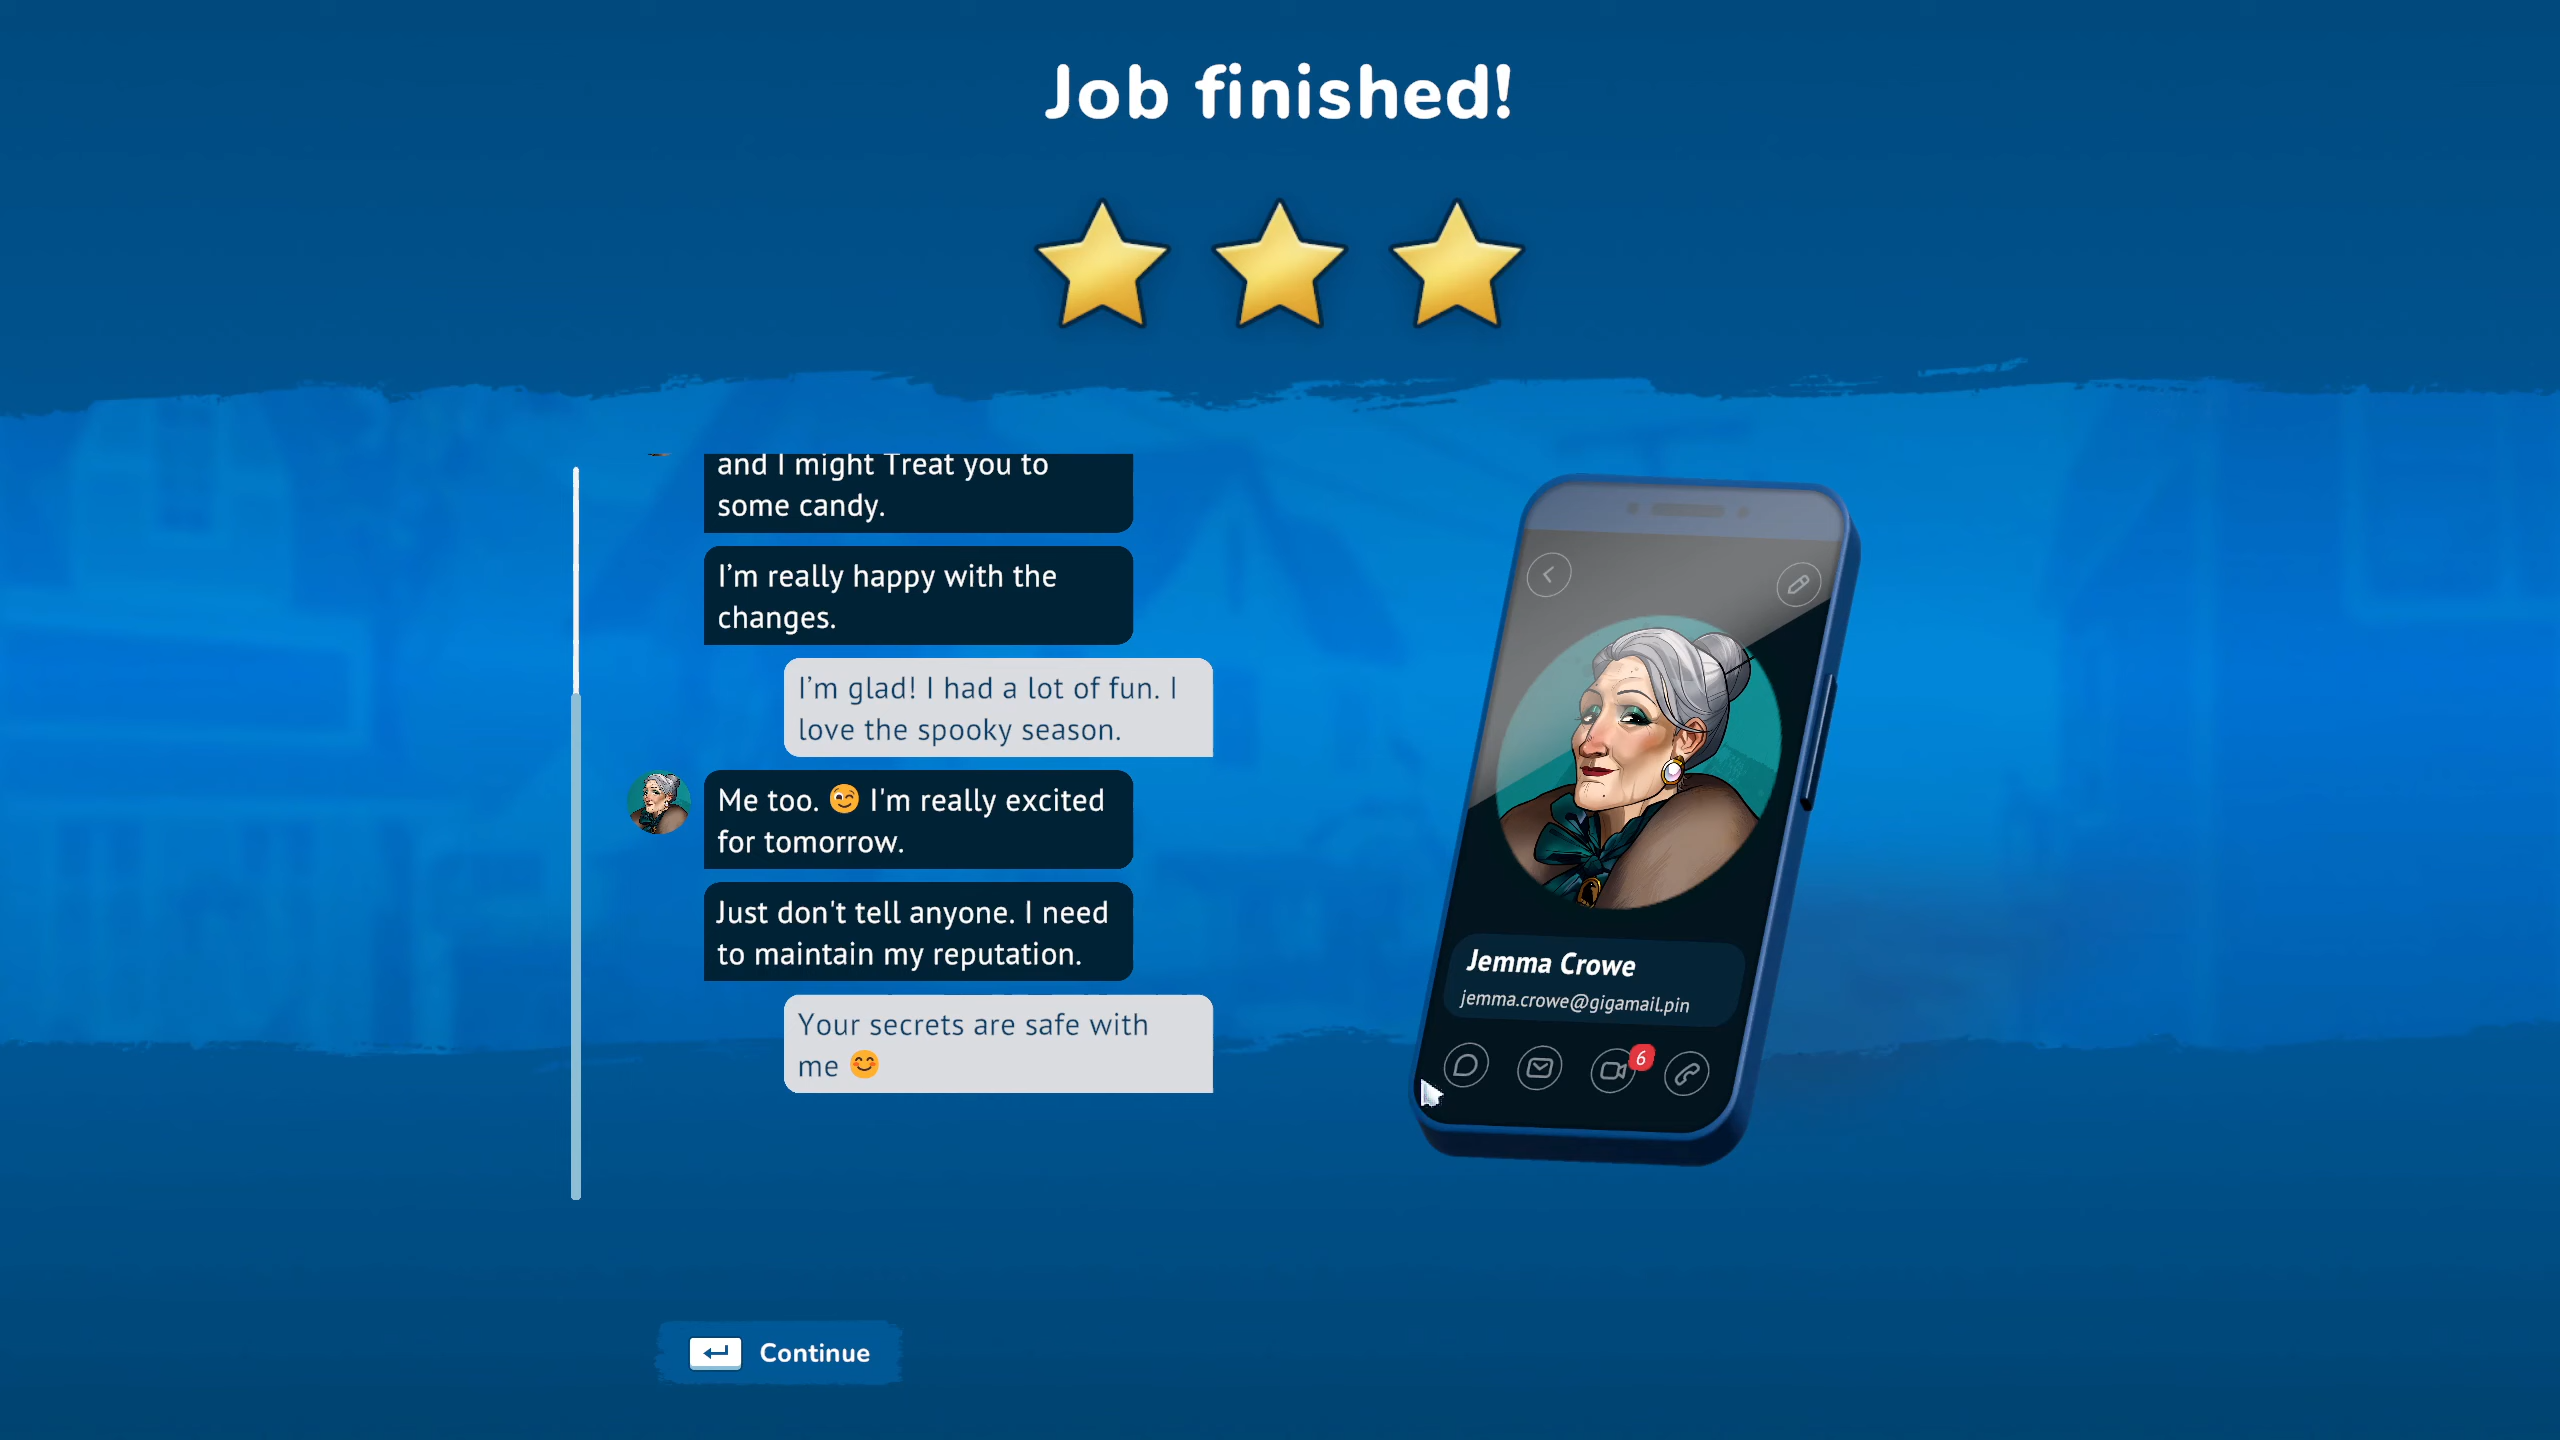 Job finished!
and I might Treat you to
some candy.
I’m really happy with the
changes.
I’m glad! I had a lot of fun. I
love the spooky season.
Me too. 😉 I'm really excited
for tomorrow.
Just don't tell anyone. I need
to maintain my reputation.
Your secrets are safe with
me 😊
Jemma Crowe
jemma.crowe@gigamail.pin
6
Continue